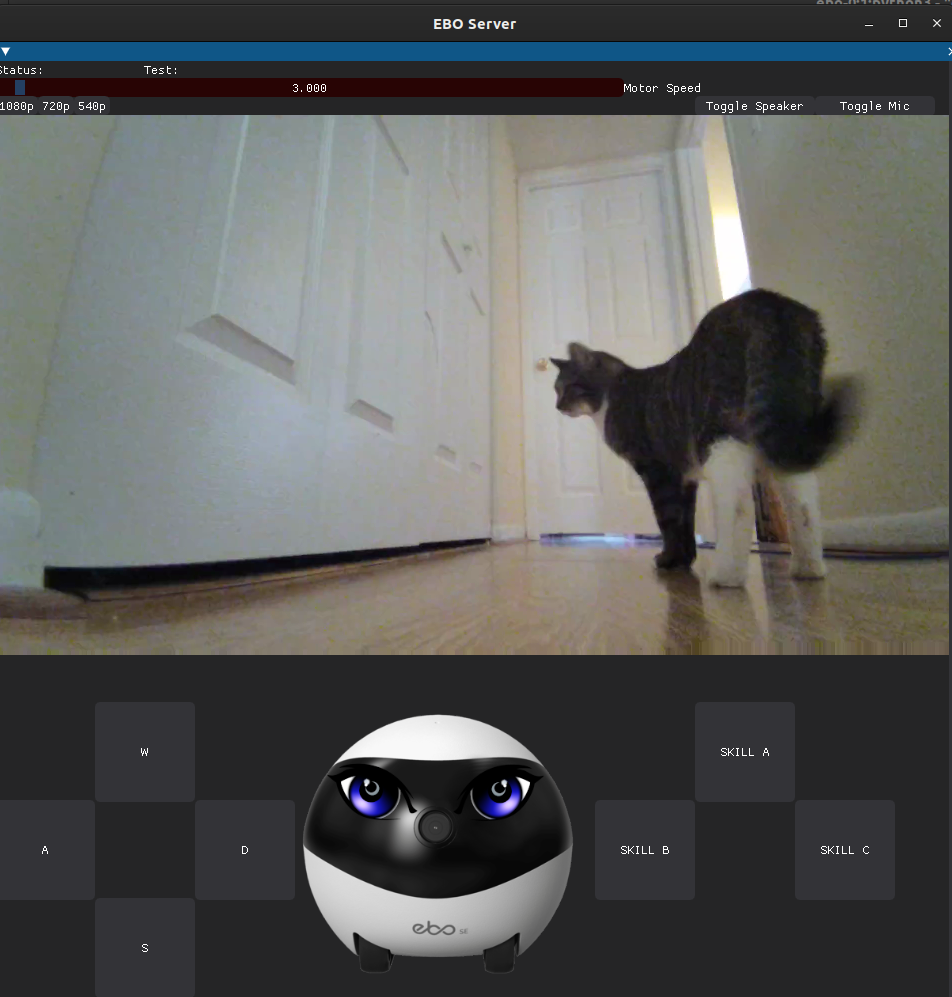 EBO Server
Status: Test:
3.000 Motor Speed
1080p 720p 540p Toggle Speaker Toggle Mic
W SKILL A
A D SKILL B SKILL C
ebo SE
S